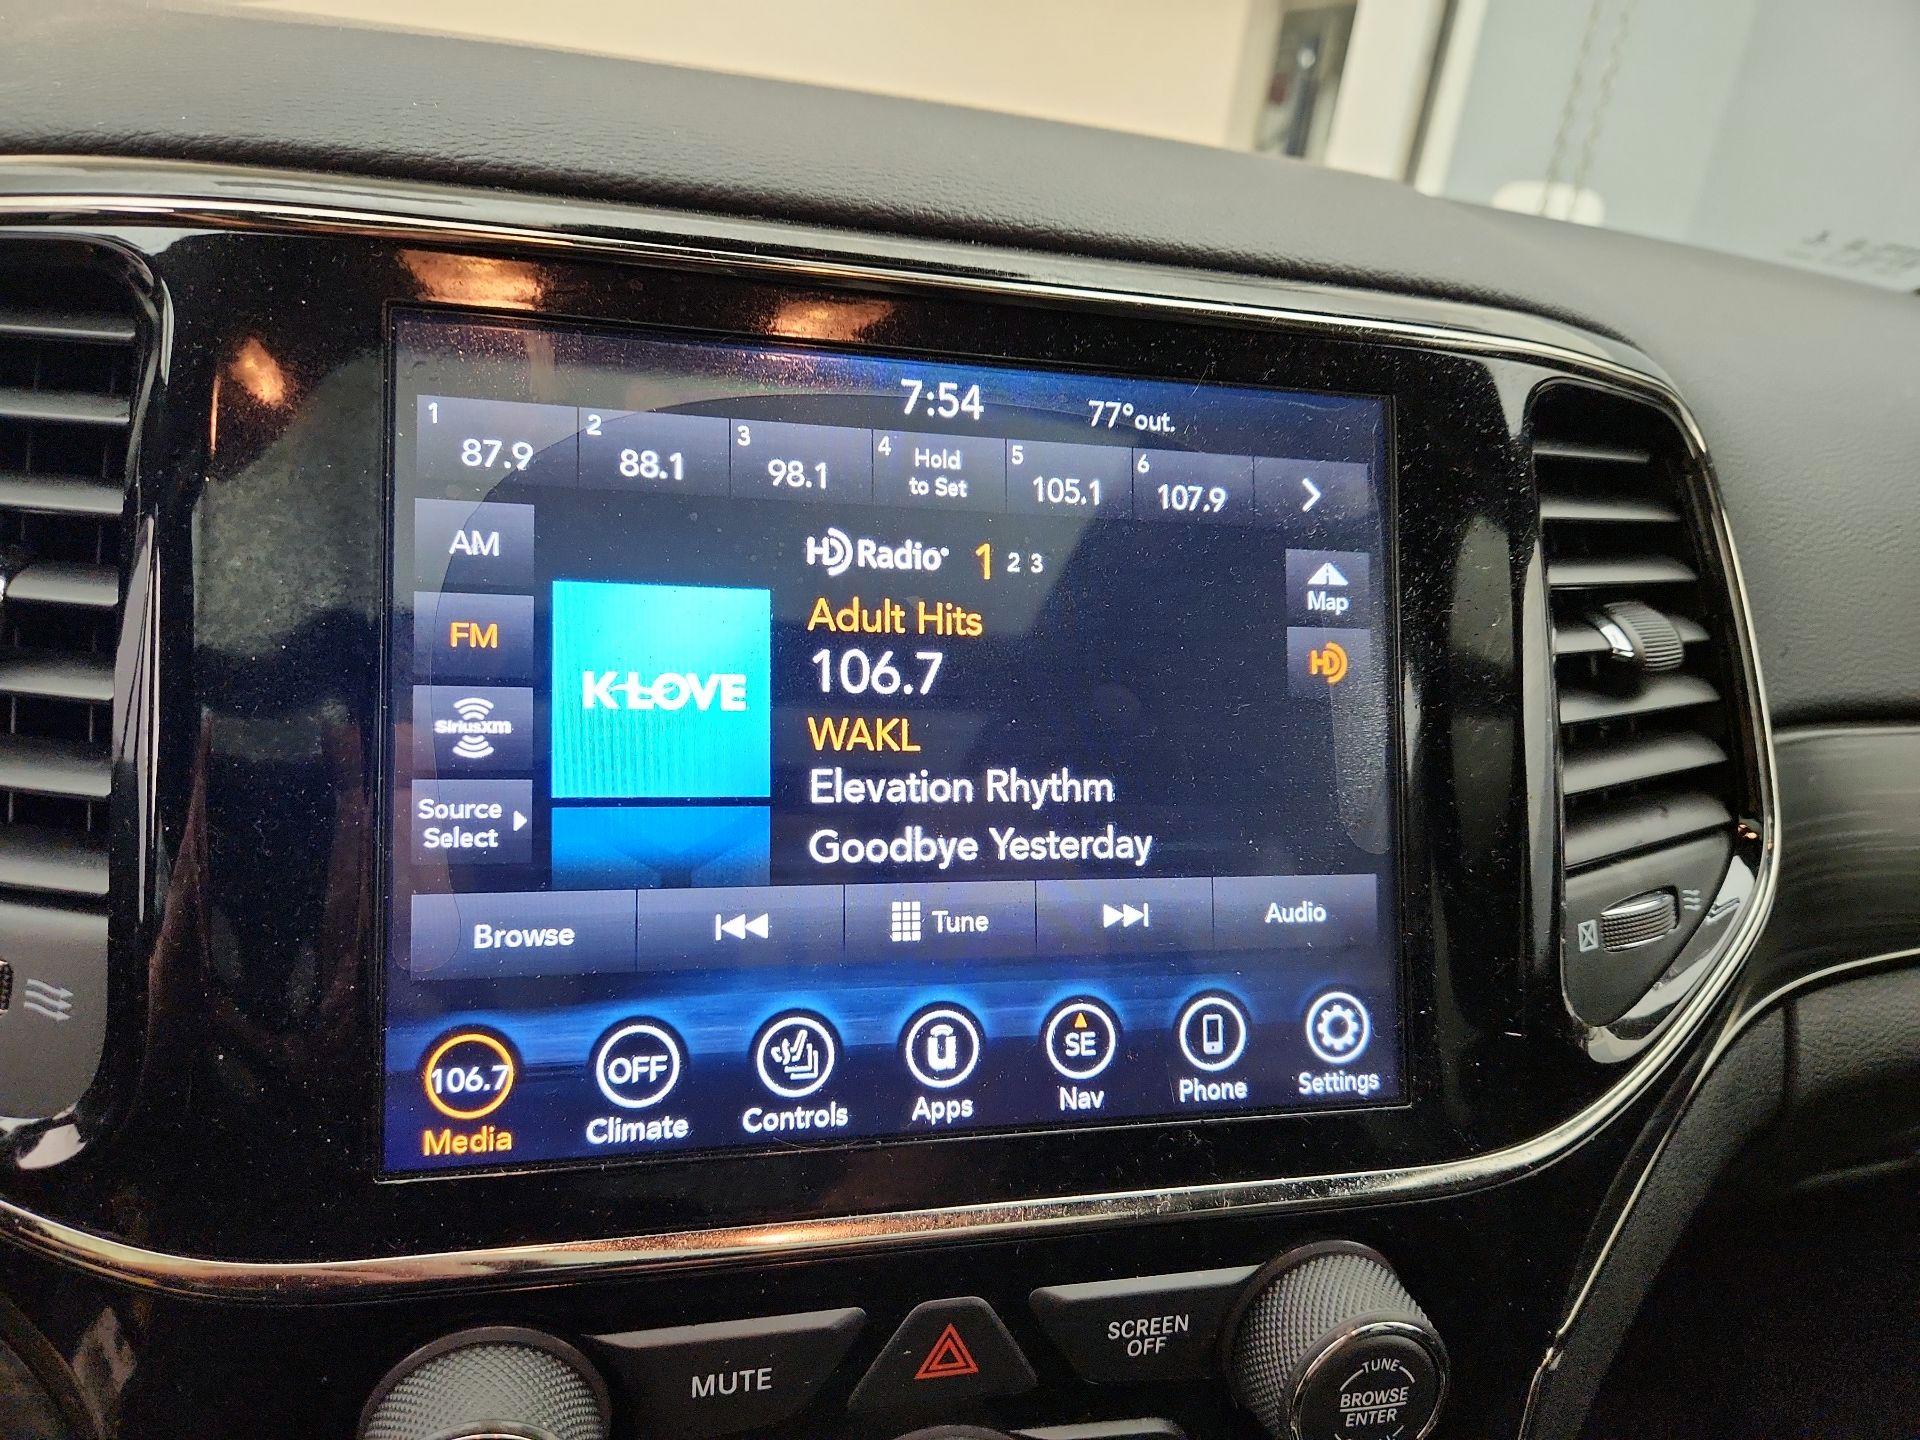 7:54
77°out.
1 87.9
2 88.1
3 98.1
4 Hold to Set
5 105.1
6 107.9
AM
FM
SiriusXM
Source
Select
K-LOVE
HD Radio 1 2 3
Adult Hits
106.7
WAKL
Elevation Rhythm
Goodbye Yesterday
Map
HD
Browse
Tune
Audio
106.7
OFF
SE
Media
Climate
Controls
Apps
Nav
Phone
Settings
MUTE
SCREEN
OFF
TUNE
BROWSE
ENTER